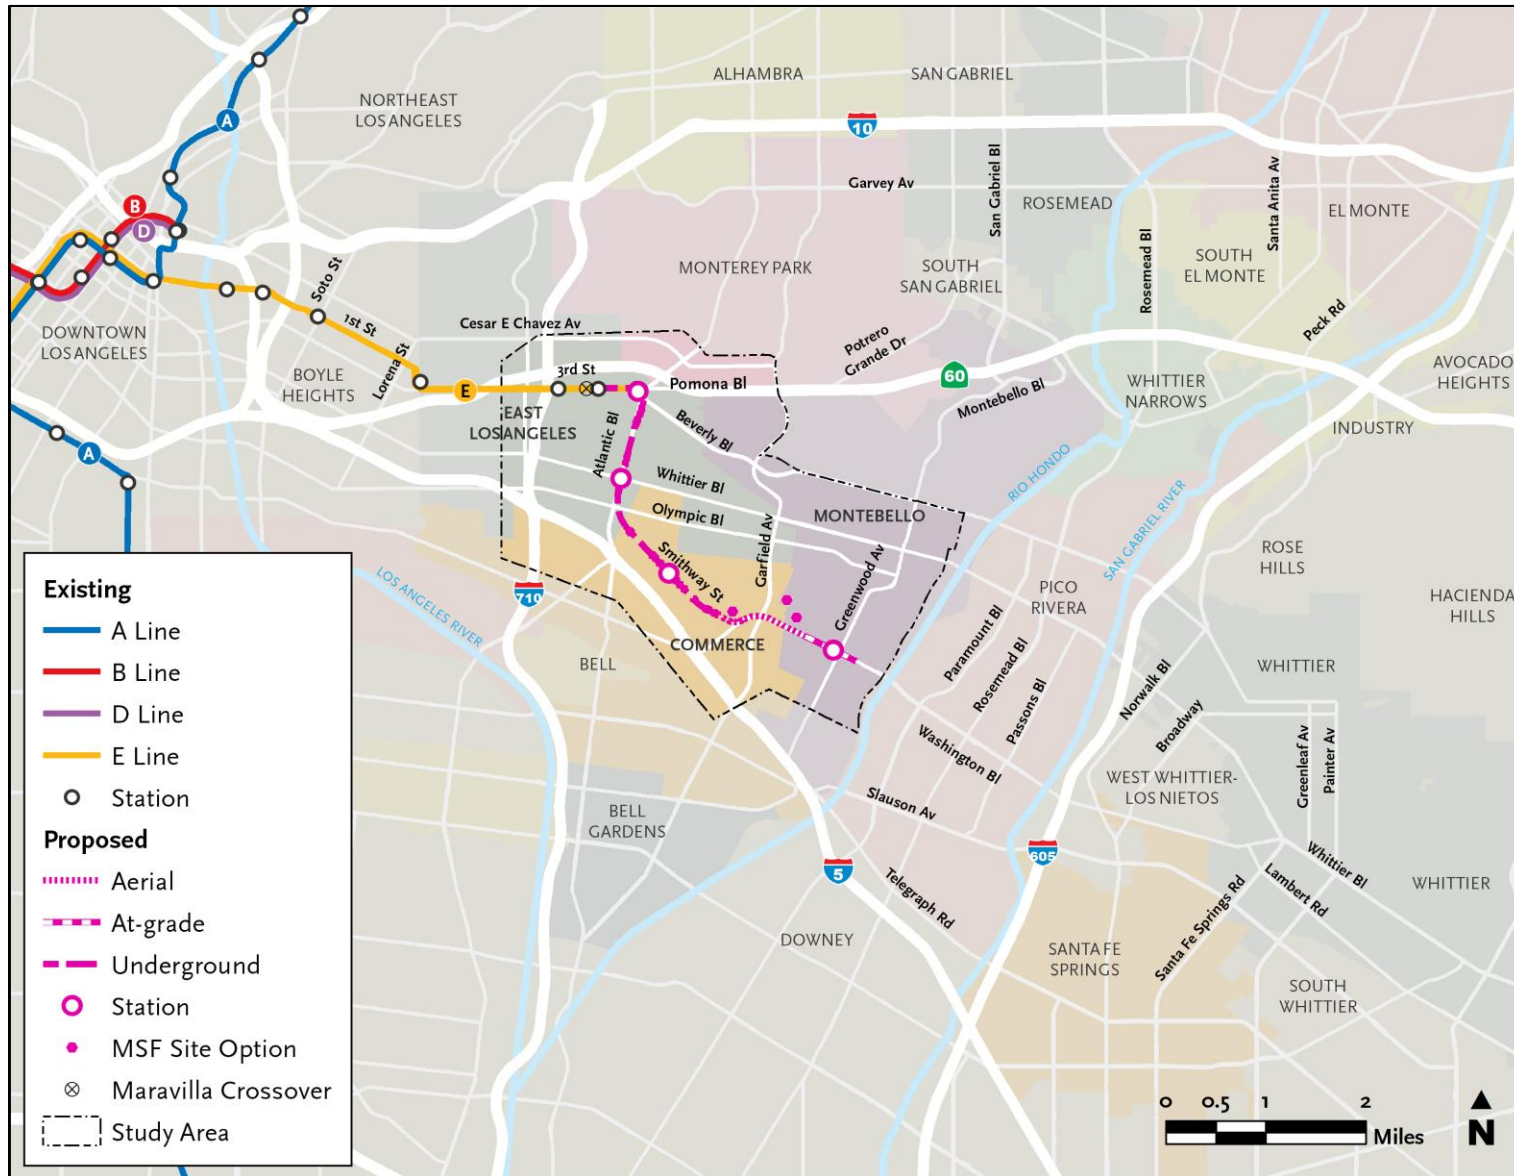 ALHAMBRA
SAN GABRIEL
NORTHEAST
LOS ANGELES
A
10
San Gabriel Bl
Santa Anita Av
Garvey Av
ROSEMEAD
EL MONTE
B
D
Rosemead Bl
SOUTH
EL MONTE
MONTEREY PARK
SOUTH
SAN GABRIEL
Soto St
1st St
Cesar E Chavez Av
Peck Rd
DOWNTOWN
LOS ANGELES
Potrero
Grande Dr
Lorena St
BOYLE
HEIGHTS
3rd St
Pomona Bl
60
Montebello Bl
WHITTIER
NARROWS
AVOCADO
HEIGHTS
E
EAST
LOS ANGELES
Atlantic Bl
Beverly Bl
INDUSTRY
A
Whittier Bl
RIO HONDO
SAN GABRIEL RIVER
Olympic Bl
MONTEBELLO
Garfield Av
Smithway St
Greenwood Av
ROSE
HILLS
LOS ANGELES RIVER
710
PICO
RIVERA
HACIENDA
HILLS
COMMERCE
BELL
Paramount Bl
Rosemead Bl
Passons Bl
Norwalk Bl
Broadway
WHITTIER
Washington Bl
Greenleaf Av
Painter Av
WEST WHITTIER-
LOS NIETOS
Slauson Av
BELL
GARDENS
5
605
Whittier Bl
Lambert Rd
WHITTIER
Telegraph Rd
Santa Fe Springs Rd
DOWNEY
SANTA FE
SPRINGS
SOUTH
WHITTIER
Existing
A Line
B Line
D Line
E Line
Station
Proposed
Aerial
At-grade
Underground
Station
MSF Site Option
Maravilla Crossover
Study Area
0 0.5 1 2
Miles
N